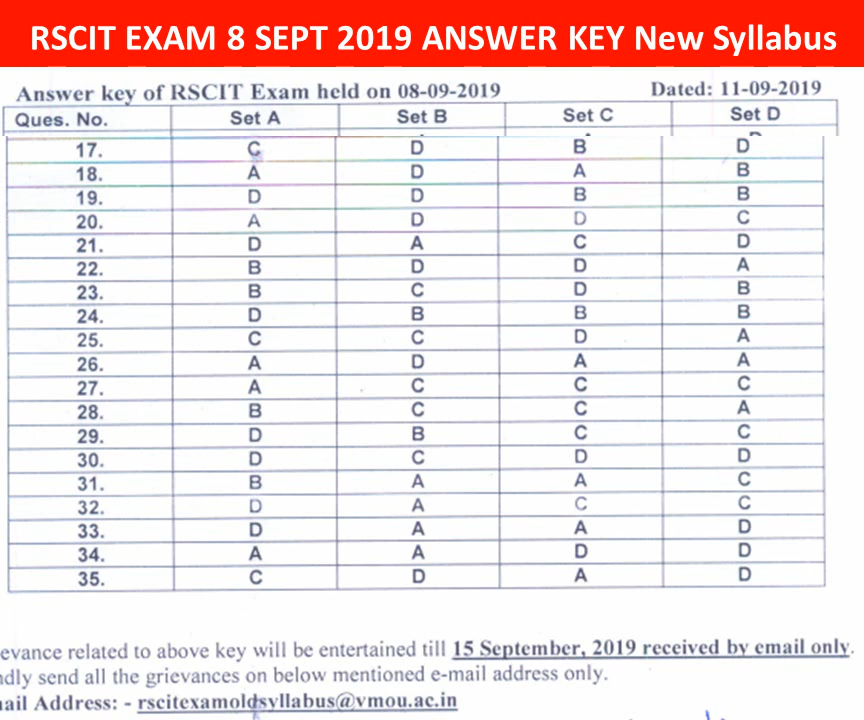 RSCIT EXAM 8 SEPT 2019 ANSWER KEY New Syllabus
Answer key of RSCIT Exam held on 08-09-2019 Dated: 11-09-2019
Ques. No. Set A Set B Set C Set D
17. C D B D
18. A D A B
19. D D B B
20. A D D C
21. D A C D
22. B D D A
23. B C D B
24. D B B B
25. C C D A
26. A D A A
27. A C C C
28. B C C A
29. D B C C
30. D C D D
31. B A A C
32. D A C C
33. D A A D
34. A A D D
35. C D A D
evance related to above key will be entertained till 15 September, 2019 received by email only.
ndly send all the grievances on below mentioned e-mail address only.
nail Address: - rscitexamoldsyllabus@vmou.ac.in